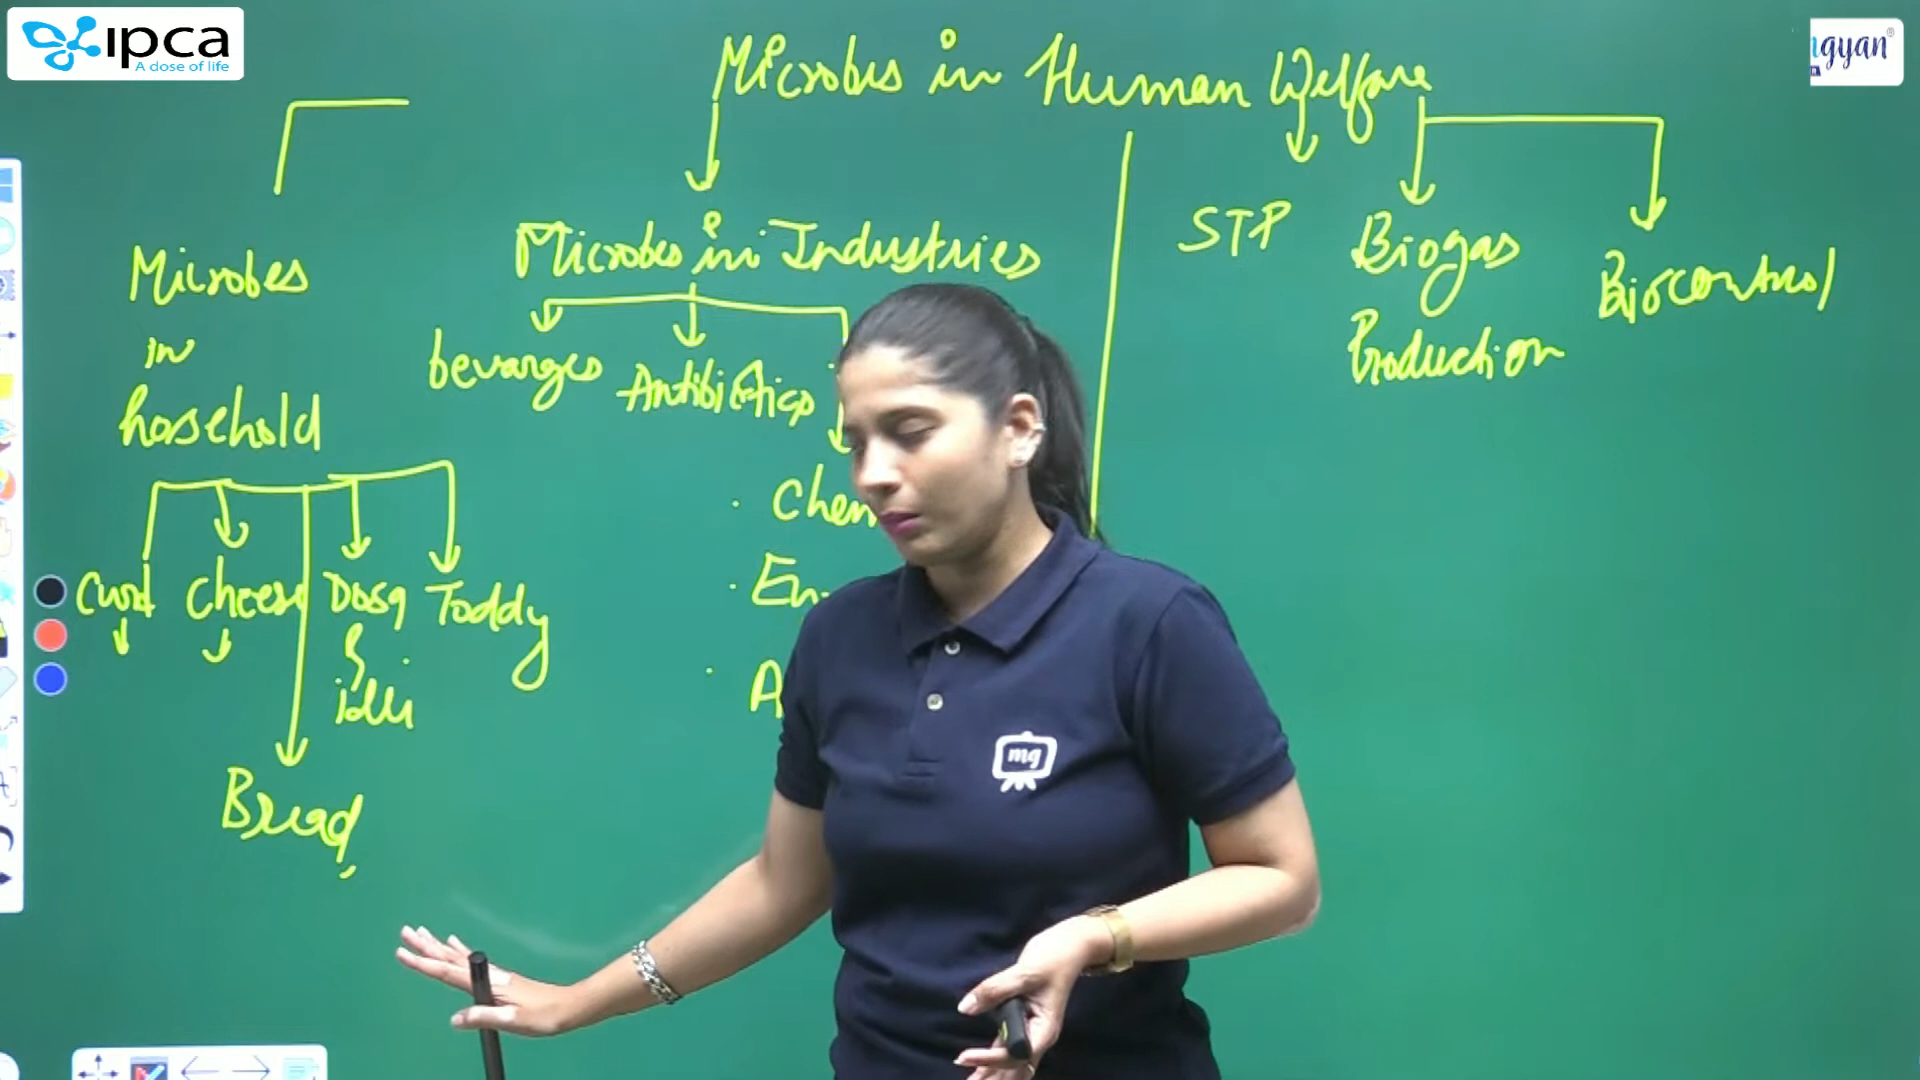 ipca
A dose of life
gyan
Microbes in Human Welfare
Microbes
in
household
Microbes in Industries
STP
Biogas
Production
Biocontrol
bevarges
Antibiotics
Chem
En
A
Curd
Cheese
Dosa
&
idli
Toddy
Bread
mg